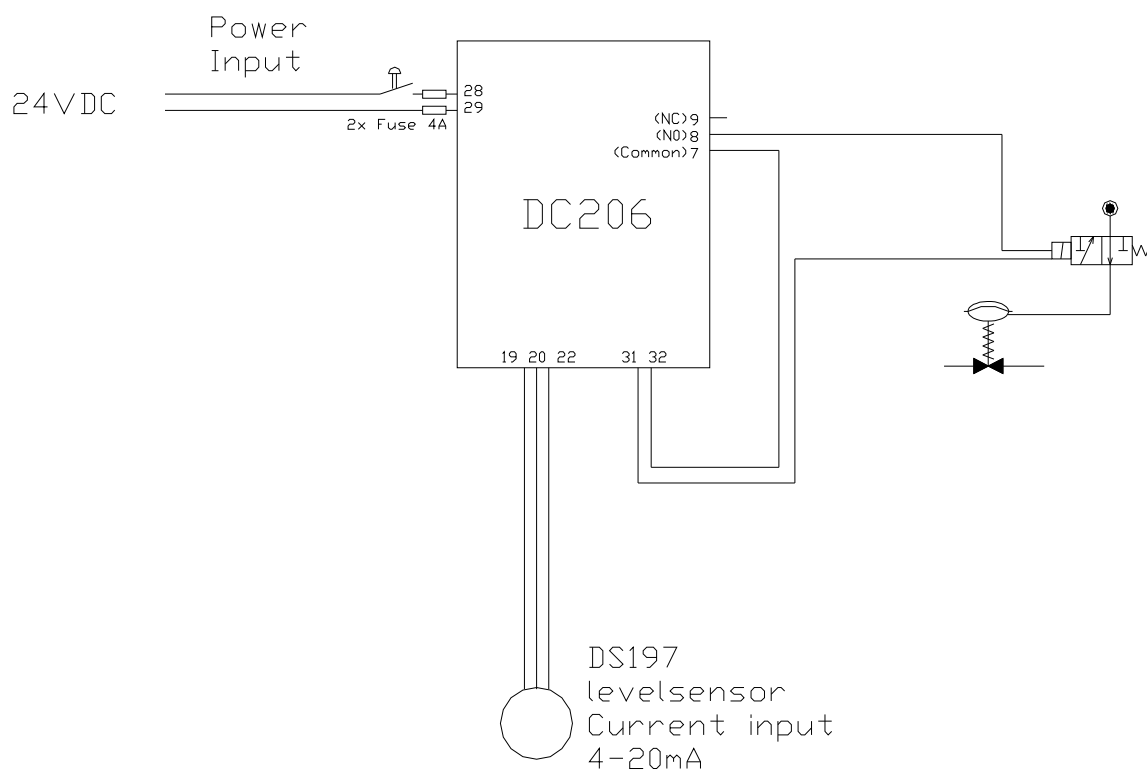 Power
Input
24VDC
28
29
2x Fuse 4A
(NC)9
(NO)8
(Common)7
DC206
19 20 22 31 32
DS197
levelsensor
Current input
4-20mA